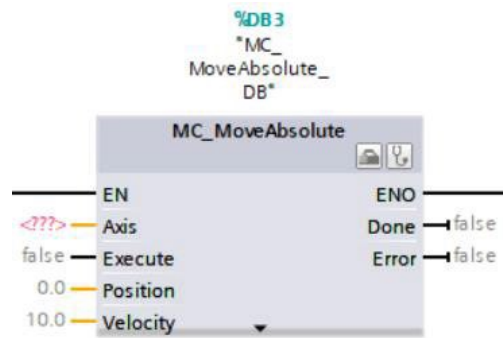 %DB3
"MC_
MoveAbsolute_
DB"
MC_MoveAbsolute
EN ENO
<???> Axis Done false
false Execute Error false
0.0 Position
10.0 Velocity